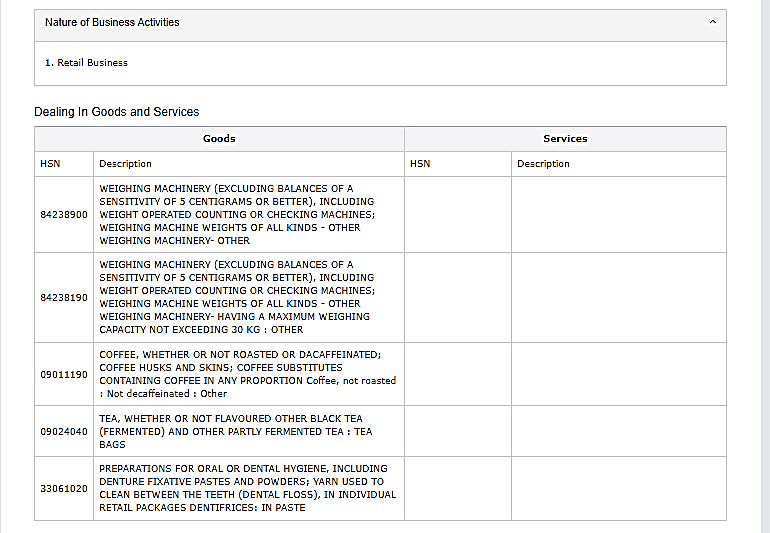 Nature of Business Activities
1. Retail Business
Dealing In Goods and Services
Goods Services
HSN Description HSN Description
84238900
WEIGHING MACHINERY (EXCLUDING BALANCES OF A
SENSITIVITY OF 5 CENTIGRAMS OR BETTER), INCLUDING
WEIGHT OPERATED COUNTING OR CHECKING MACHINES;
WEIGHING MACHINE WEIGHTS OF ALL KINDS - OTHER
WEIGHING MACHINERY- OTHER
84238190
WEIGHING MACHINERY (EXCLUDING BALANCES OF A
SENSITIVITY OF 5 CENTIGRAMS OR BETTER), INCLUDING
WEIGHT OPERATED COUNTING OR CHECKING MACHINES;
WEIGHING MACHINE WEIGHTS OF ALL KINDS - OTHER
WEIGHING MACHINERY- HAVING A MAXIMUM WEIGHING
CAPACITY NOT EXCEEDING 30 KG : OTHER
09011190
COFFEE, WHETHER OR NOT ROASTED OR DACAFFEINATED;
COFFEE HUSKS AND SKINS; COFFEE SUBSTITUTES
CONTAINING COFFEE IN ANY PROPORTION Coffee, not roasted
: Not decaffeinated : Other
09024040
TEA, WHETHER OR NOT FLAVOURED OTHER BLACK TEA
(FERMENTED) AND OTHER PARTLY FERMENTED TEA : TEA
BAGS
33061020
PREPARATIONS FOR ORAL OR DENTAL HYGIENE, INCLUDING
DENTURE FIXATIVE PASTES AND POWDERS; YARN USED TO
CLEAN BETWEEN THE TEETH (DENTAL FLOSS), IN INDIVIDUAL
RETAIL PACKAGES DENTIFRICES: IN PASTE